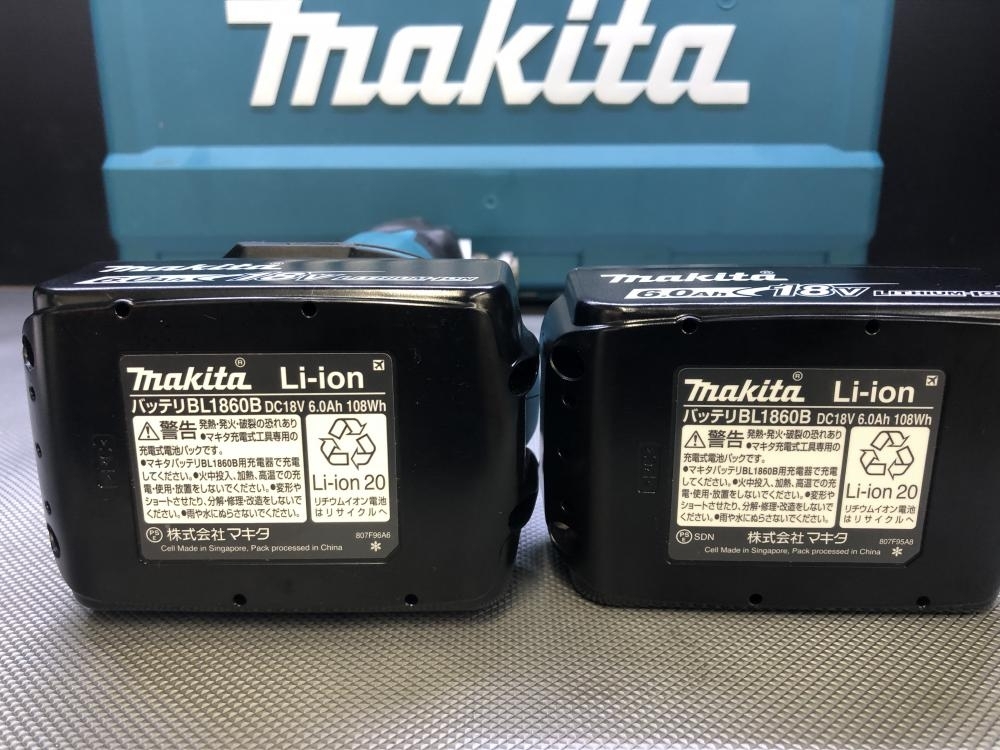 makita
makita
6.0Ah 18V LITHIUM-ION
makita® Li-ion
バッテリBL1860B DC18V 6.0Ah 108Wh
警告 発熱・発火・破裂の恐れあり
●マキタ充電式工具専用の
充電式電池パックです。
●マキタバッテリBL1860B用充電器で充電
してください。●火中投入、加熱、高温での充
電・使用・放置をしないでください。●変形や
ショートさせたり、分解・修理・改造をしないで
ください。●雨や水にぬらさないでください。
Li-ion 20
リチウムイオン電池
はリサイクルへ
PS E 株式会社 マキタ 807F96A6
Cell Made in Singapore, Pack processed in China *
makita®
6.0Ah 18V LITHIUM-ION
makita® Li-ion
バッテリBL1860B DC18V 6.0Ah 108Wh
警告 発熱・発火・破裂の恐れあり
●マキタ充電式工具専用の
充電式電池パックです。
●マキタバッテリBL1860B用充電器で充電
してください。●火中投入、加熱、高温での充
電・使用・放置をしないでください。●変形や
ショートさせたり、分解・修理・改造をしないで
ください。●雨や水にぬらさないでください。
Li-ion 20
リチウムイオン電池
はリサイクルへ
PS E SDN 株式会社 マキタ 807F95A8
Cell Made in Singapore, Pack processed in China *